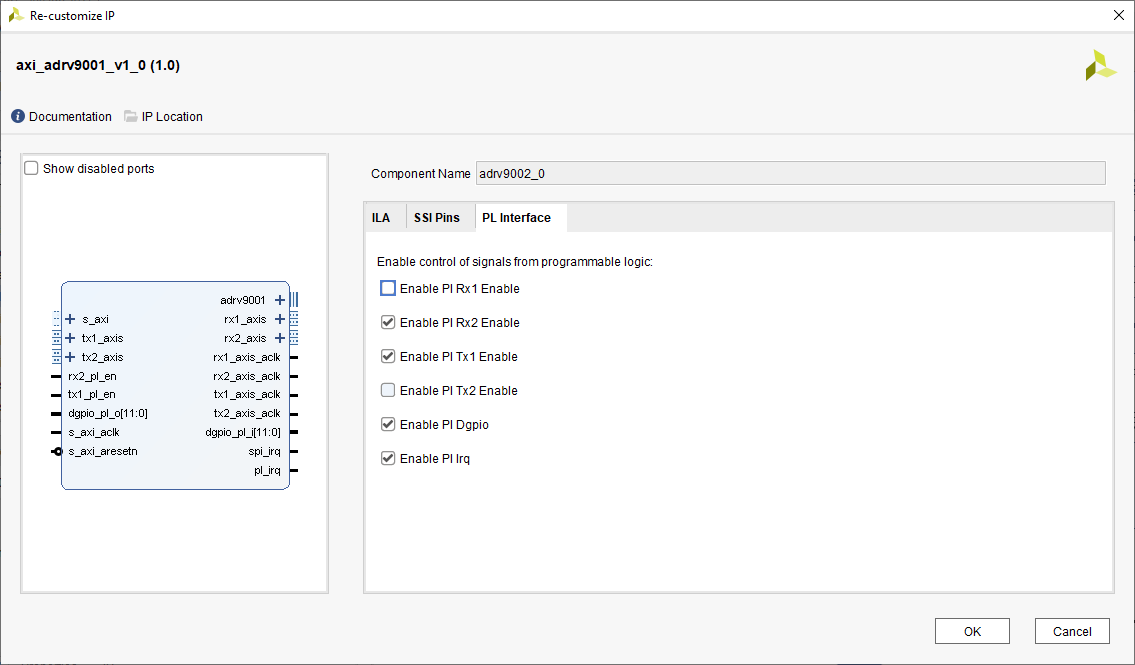 Re-customize IP
axi_adrv9001_v1_0 (1.0)
Documentation IP Location
Show disabled ports
Component Name adrv9002_0
ILA SSI Pins PL Interface
Enable control of signals from programmable logic:
Enable Pl Rx1 Enable
Enable Pl Rx2 Enable
Enable Pl Tx1 Enable
Enable Pl Tx2 Enable
Enable Pl Dgpio
Enable Pl Irq
adrv9001
s_axi rx1_axis
tx1_axis rx2_axis
tx2_axis rx1_axis_aclk
rx2_pl_en rx2_axis_aclk
tx1_pl_en tx1_axis_aclk
dgpio_pl_o[11:0] tx2_axis_aclk
s_axi_aclk dgpio_pl_i[11:0]
s_axi_aresetn spi_irq
pl_irq
OK Cancel